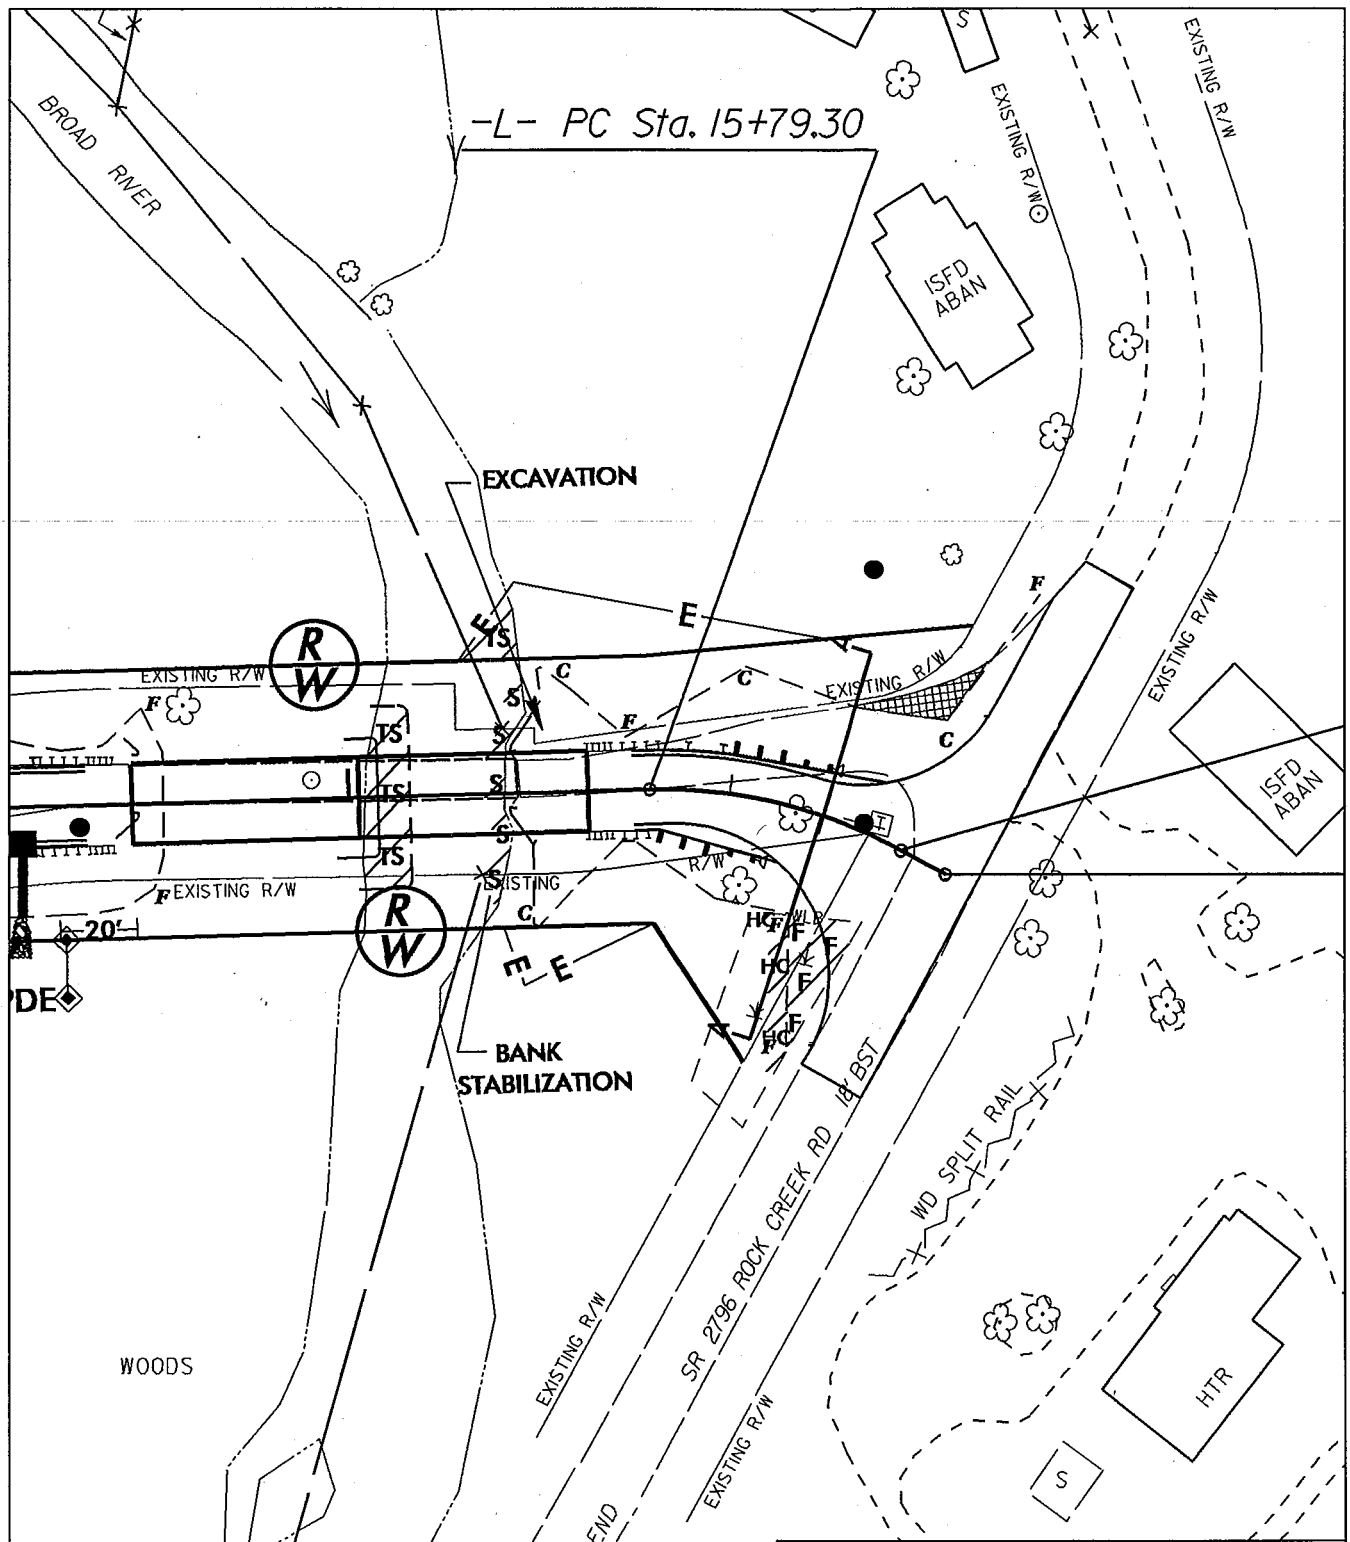 S
EXISTING R/W
EXISTING R/W
BROAD RIVER
-L- PC Sta. 15+79.30
ISFD
ABAN
EXCAVATION
F
E
E
TS
R
W
EXISTING R/W
C
C
EXISTING R/W
EXISTING R/W
F
S
F
C
TS
S
T
ISFD
ABAN
TS
S
T
S
TS
R/W
S
EXISTING
F EXISTING R/W
R
W
C
HC
F
WLB
F
F
20'
E
E
HC
F
PDE
F
HC
F
BANK
STABILIZATION
18' BST
L
WD SPLIT RAIL
SR 2796 ROCK CREEK RD
EXISTING R/W
WOODS
HTR
EXISTING R/W
S
END